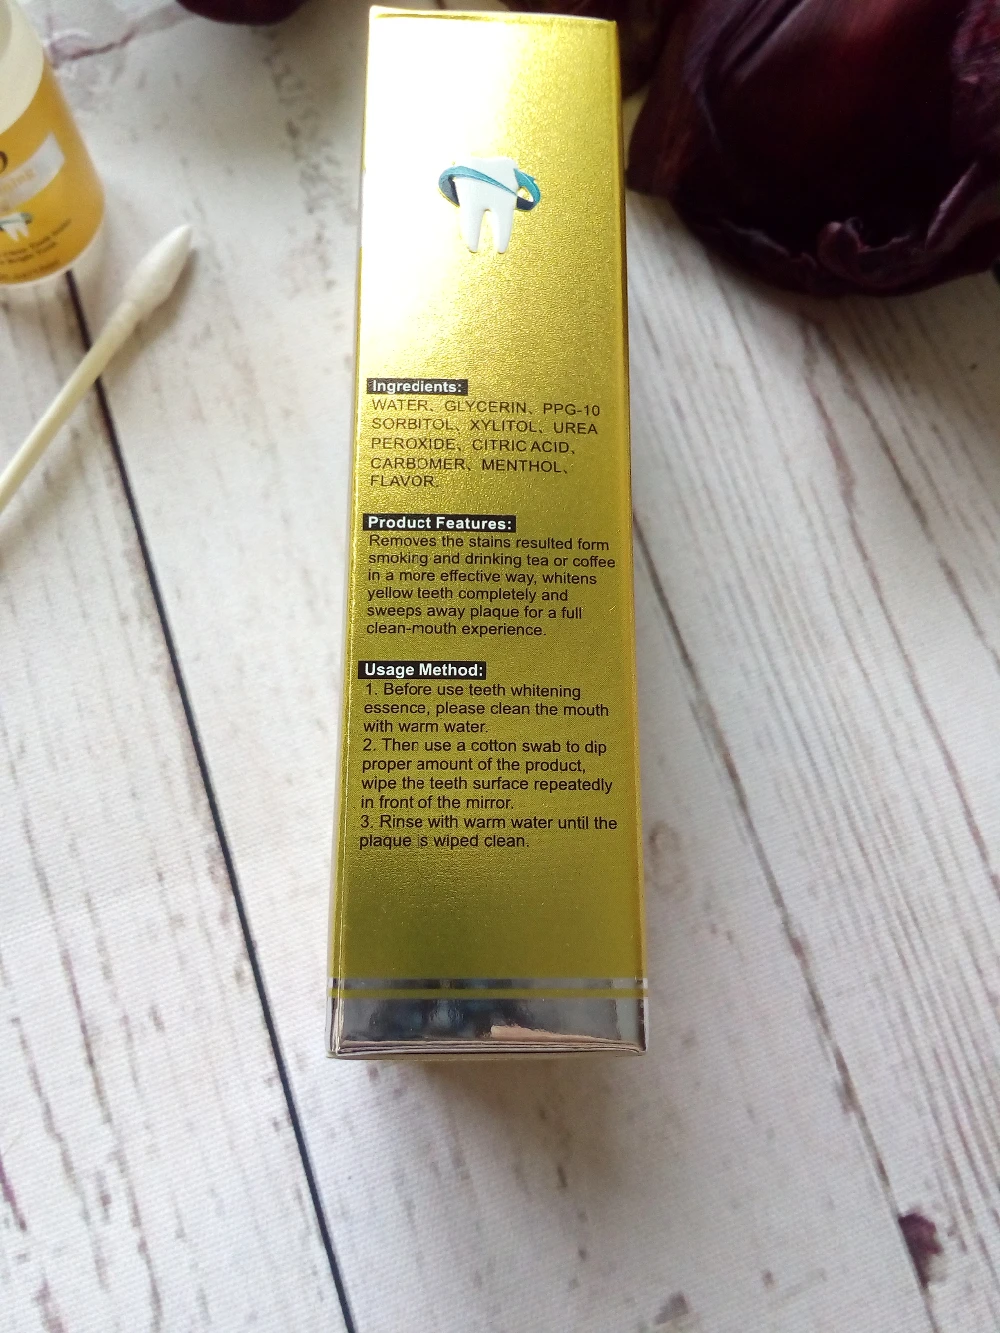 Ingredients:
WATER、GLYCERIN、PPG-10
SORBITOL、XYLITOL、UREA
PEROXIDE、CITRIC ACID、
CARBOMER、MENTHOL、
FLAVOR.
Product Features:
Removes the stains resulted form
smoking and drinking tea or coffee
in a more effective way, whitens
yellow teeth completely and
sweeps away plaque for a full
clean-mouth experience.
Usage Method:
1. Before use teeth whitening
essence, please clean the mouth
with warm water.
2. Then use a cotton swab to dip
proper amount of the product,
wipe the teeth surface repeatedly
in front of the mirror.
3. Rinse with warm water until the
plaque is wiped clean.